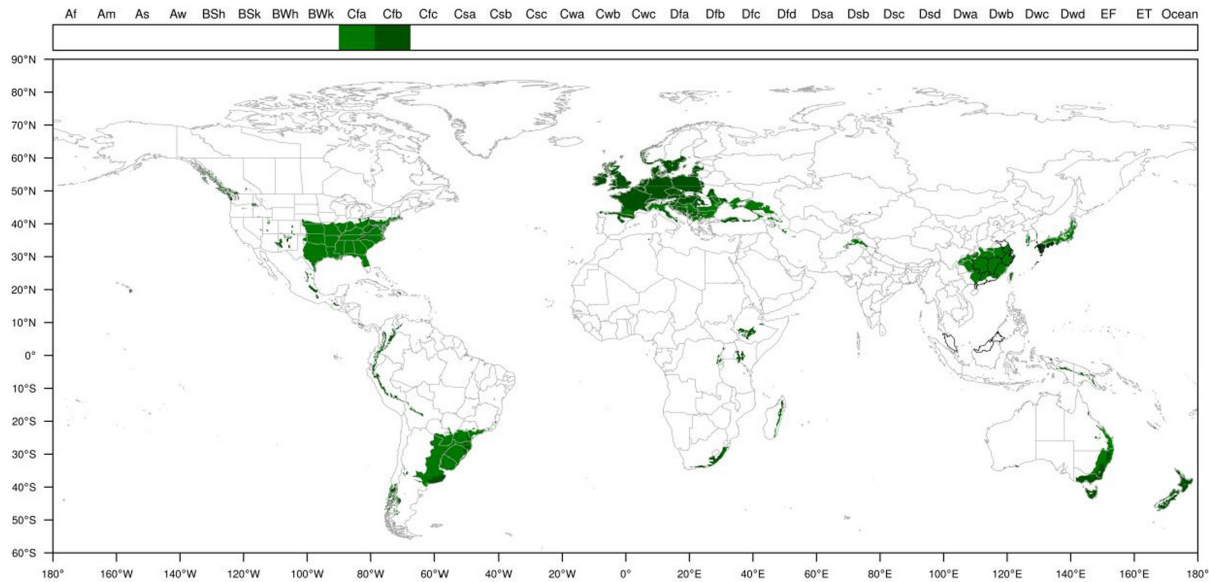 Af Am As Aw BSh BSk BWh BWk Cfa Cfb Cfc Csa Csb Csc Cwa Cwb Cwc Dfa Dfb Dfc Dfd Dsa Dsb Dsc Dsd Dwa Dwb Dwc Dwd EF ET Ocean
90°N
80°N
70°N
60°N
50°N
40°N
30°N
20°N
10°N
0°
10°S
20°S
30°S
40°S
50°S
60°S
180° 160°W 140°W 120°W 100°W 80°W 60°W 40°W 20°W 0° 20°E 40°E 60°E 80°E 100°E 120°E 140°E 160°E 180°